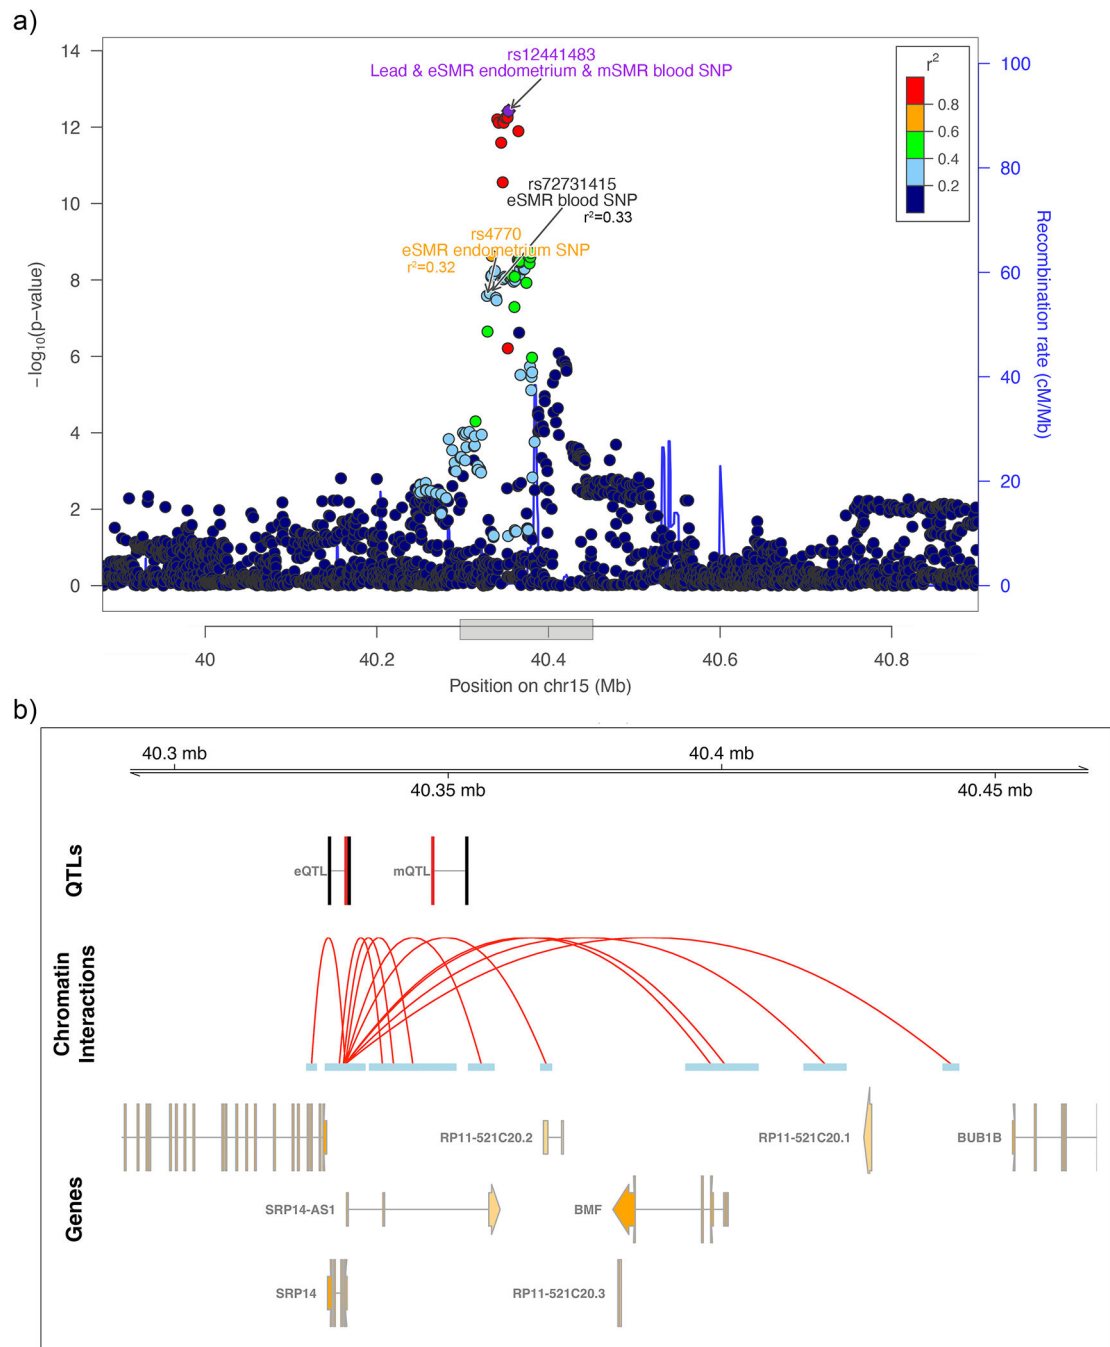 a)
rs12441483
Lead & eSMR endometrium & mSMR blood SNP
rs72731415
eSMR blood SNP
r²=0.33
rs4770
eSMR endometrium SNP
r²=0.32
r²
0.8
0.6
0.4
0.2
14
12
10
8
6
4
2
0
−log₁₀(p−value)
100
80
60
40
20
0
Recombination rate (cM/Mb)
40
40.2
40.4
40.6
40.8
Position on chr15 (Mb)
b)
40.3 mb
40.4 mb
40.35 mb
40.45 mb
QTLs
eQTL
mQTL
Chromatin
Interactions
Genes
RP11-521C20.2
RP11-521C20.1
BUB1B
SRP14-AS1
BMF
SRP14
RP11-521C20.3